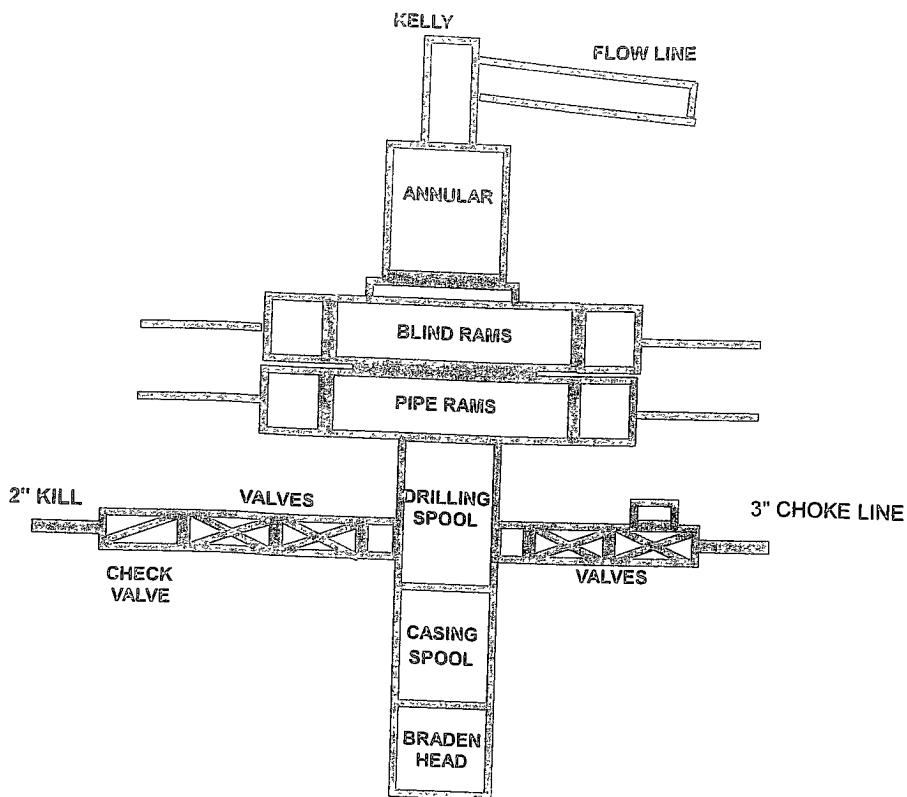 KELLY
FLOW LINE
ANNULAR
BLIND RAMS
PIPE RAMS
2" KILL
VALVES
DRILLING
SPOOL
3" CHOKE LINE
CHECK
VALVE
VALVES
CASING
SPOOL
BRADEN
HEAD